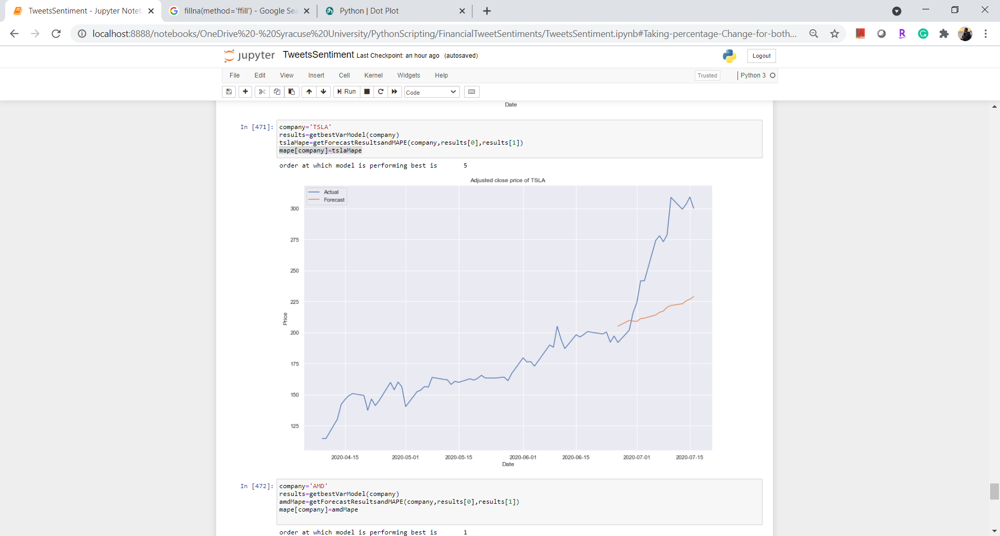 TweetsSentiment - Jupyter Noteb
fillna(method='ffill') - Google Sea
Python | Dot Plot
localhost:8888/notebooks/OneDrive%20-%20Syracuse%20University/PythonScripting/FinancialTweetSentiments/TweetsSentiment.ipynb#Taking-percentage-Change-for-both...
jupyter TweetsSentiment Last Checkpoint: an hour ago (autosaved)
Logout
File Edit View Insert Cell Kernel Widgets Help
Trusted
Python 3
Run
Code
Date
In [471]:
company='TSLA'
results=getbestVarModel(company)
tslaMape=getForecastResultsandMAPE(company,results[0],results[1])
mape[company]=tslaMape
order at which model is performing best is 5
Adjusted close price of TSLA
Actual
Forecast
300
275
250
225
200
175
150
125
Price
2020-04-15 2020-05-01 2020-05-15 2020-06-01 2020-06-15 2020-07-01 2020-07-15
Date
In [472]:
company='AMD'
results=getbestVarModel(company)
amdMape=getForecastResultsandMAPE(company,results[0],results[1])
mape[company]=amdMape
order at which model is performing best is 1